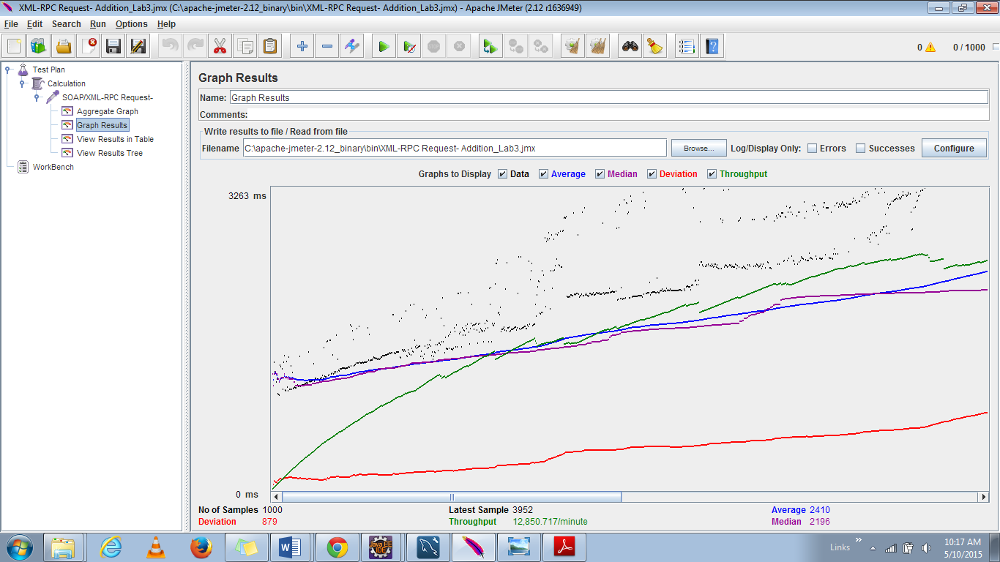 XML-RPC Request- Addition_Lab3.jmx (C:\apache-jmeter-2.12_binary\bin\XML-RPC Request- Addition_Lab3.jmx) - Apache JMeter (2.12 r1636949)
File Edit Search Run Options Help
0 0 / 1000
Test Plan
Calculation
SOAP/XML-RPC Request-
Aggregate Graph
Graph Results
View Results in Table
View Results Tree
WorkBench
Graph Results
Name: Graph Results
Comments:
Write results to file / Read from file
Filename C:\apache-jmeter-2.12_binary\bin\XML-RPC Request- Addition_Lab3.jmx Browse... Log/Display Only: Errors Successes Configure
Graphs to Display Data Average Median Deviation Throughput
3263 ms
0 ms
No of Samples 1000 Latest Sample 3952 Average 2410
Deviation 879 Throughput 12,850.717/minute Median 2196
Java EE
IDE
Links » 10:17 AM
5/10/2015